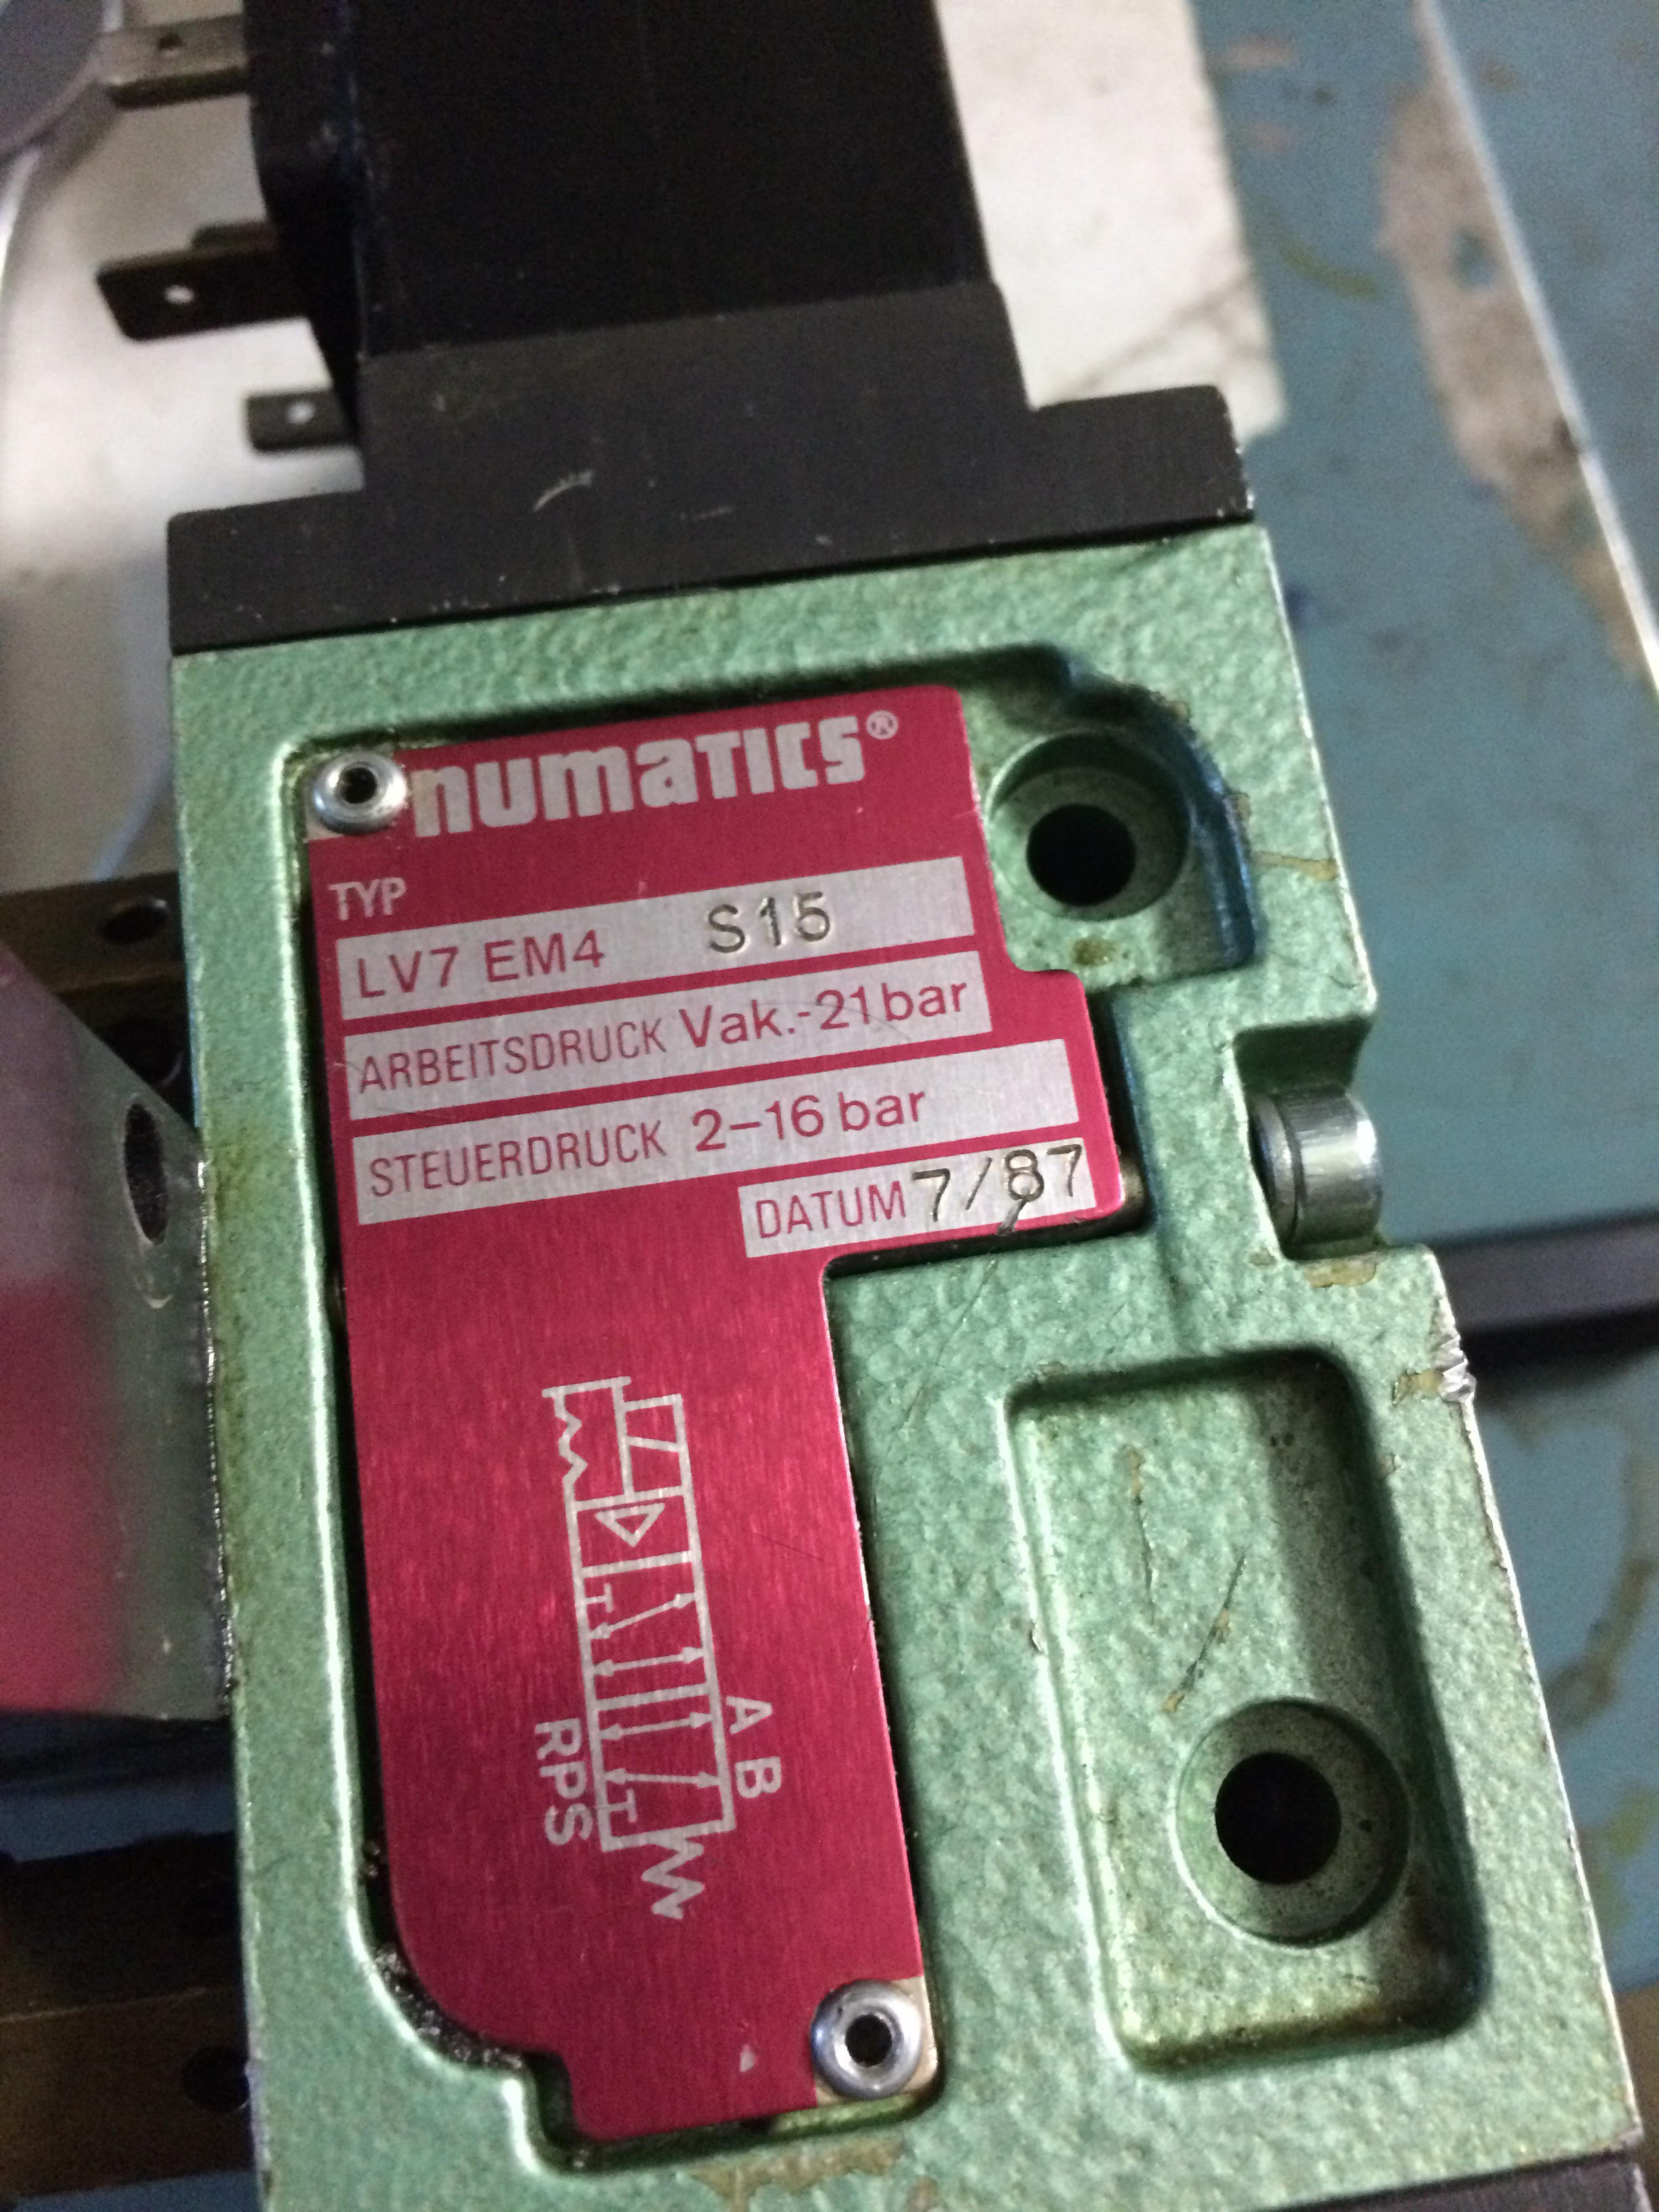 numatics®
TYP
LV7 EM4 S15
ARBEITSDRUCK Vak.-21 bar
STEUERDRUCK 2-16 bar
DATUM 7/87
A B
RPS